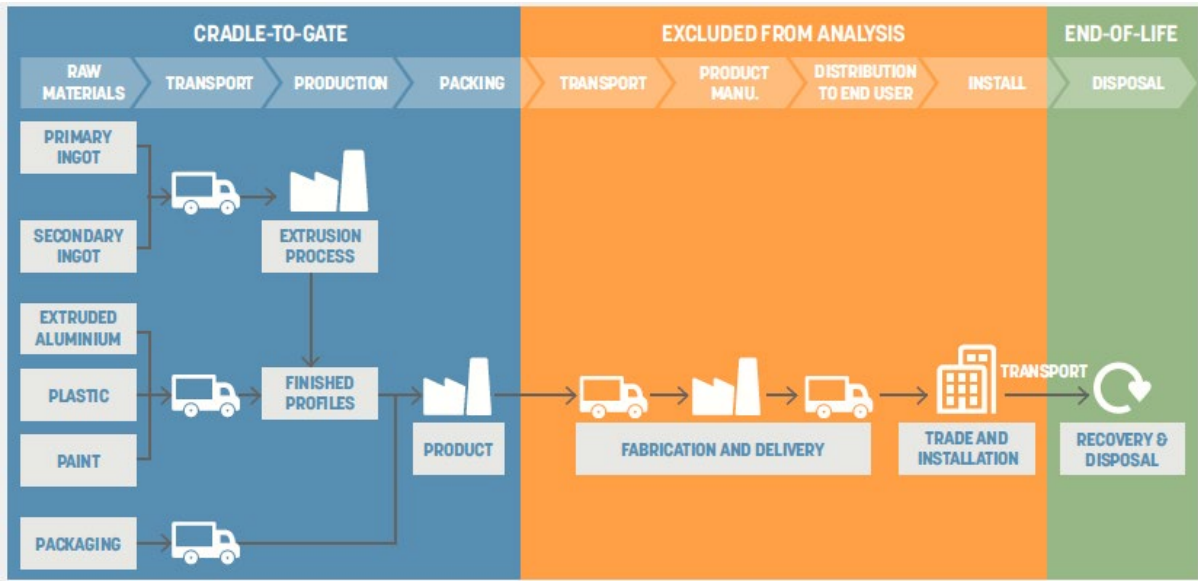 CRADLE-TO-GATE
EXCLUDED FROM ANALYSIS
END-OF-LIFE
RAW
MATERIALS
TRANSPORT
PRODUCTION
PACKING
TRANSPORT
PRODUCT
MANU.
DISTRIBUTION
TO END USER
INSTALL
DISPOSAL
PRIMARY
INGOT
SECONDARY
INGOT
EXTRUSION
PROCESS
EXTRUDED
ALUMINIUM
PLASTIC
PAINT
FINISHED
PROFILES
PRODUCT
FABRICATION AND DELIVERY
TRADE AND
INSTALLATION
TRANSPORT
RECOVERY &
DISPOSAL
PACKAGING